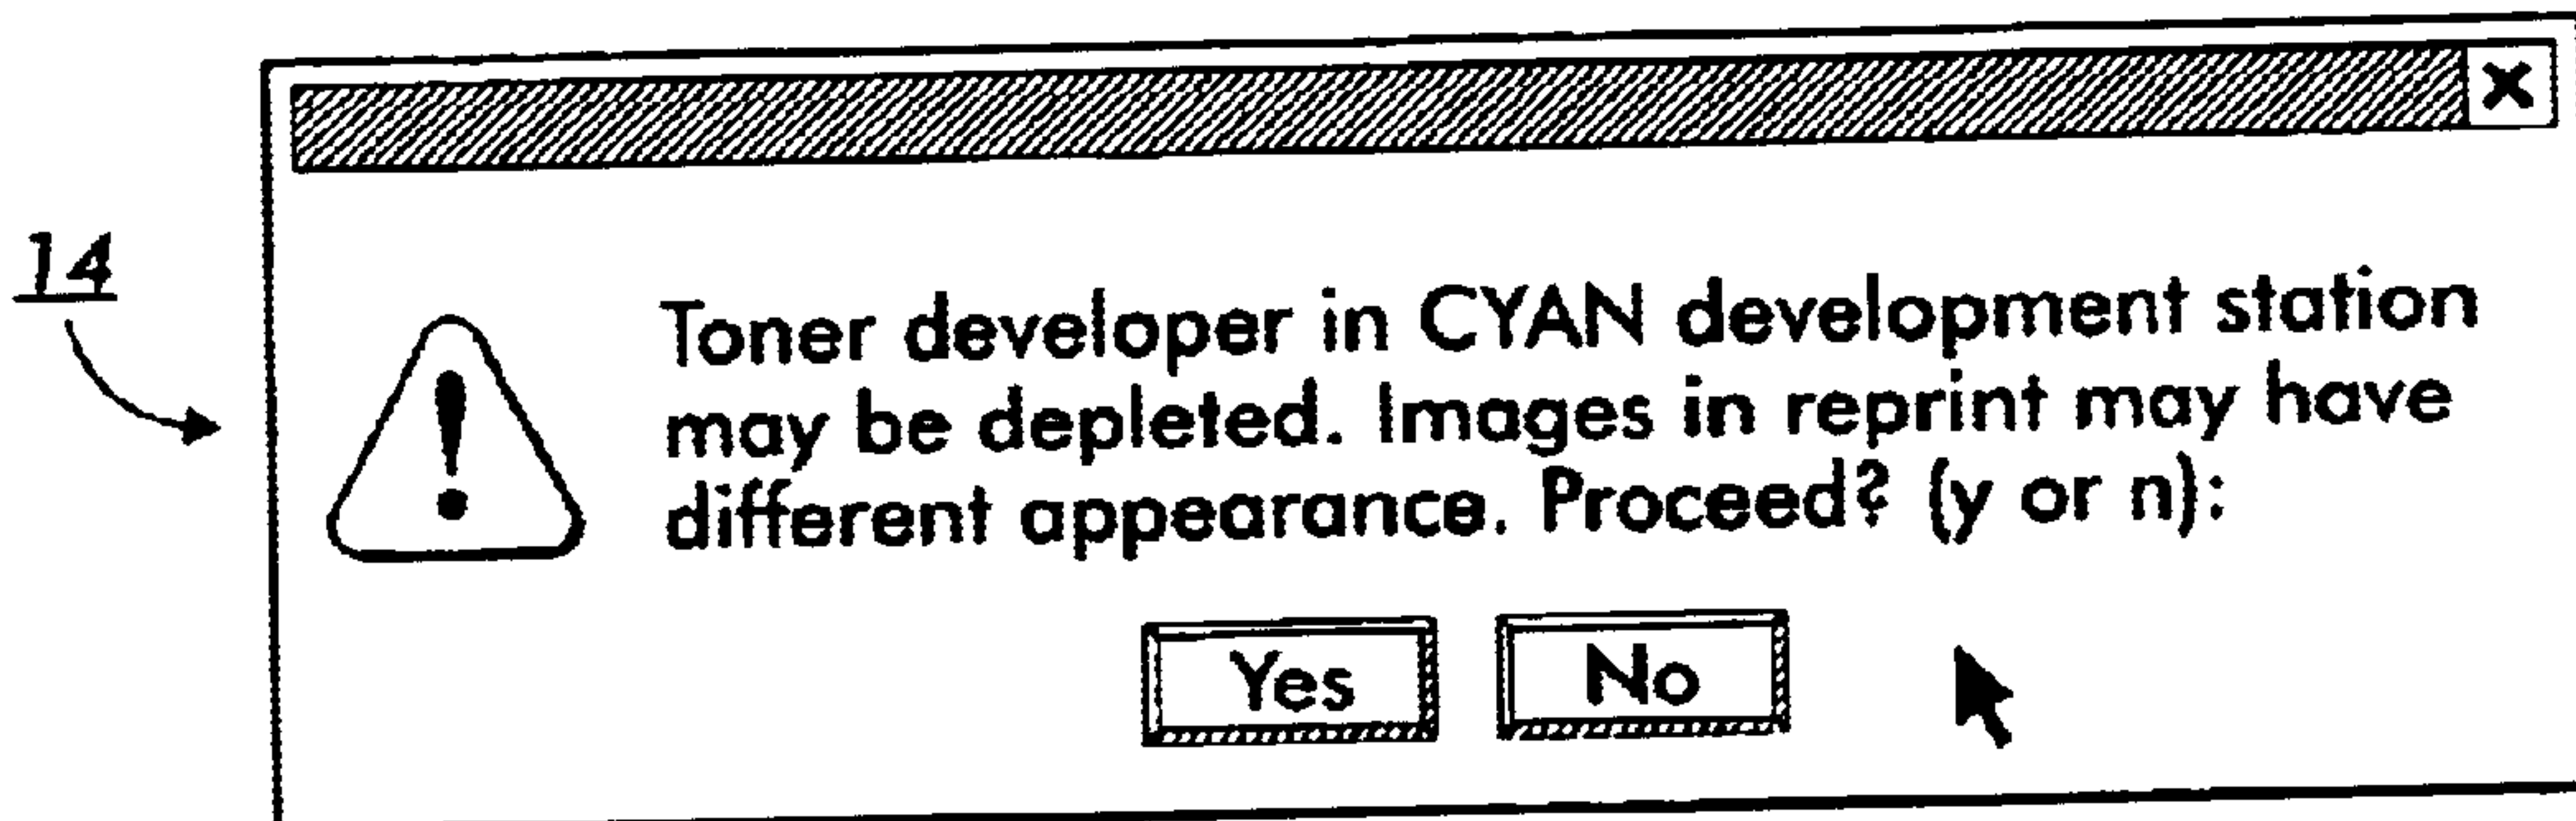 14
Toner developer in CYAN development station
may be depleted. Images in reprint may have
different appearance. Proceed? (y or n):
Yes No